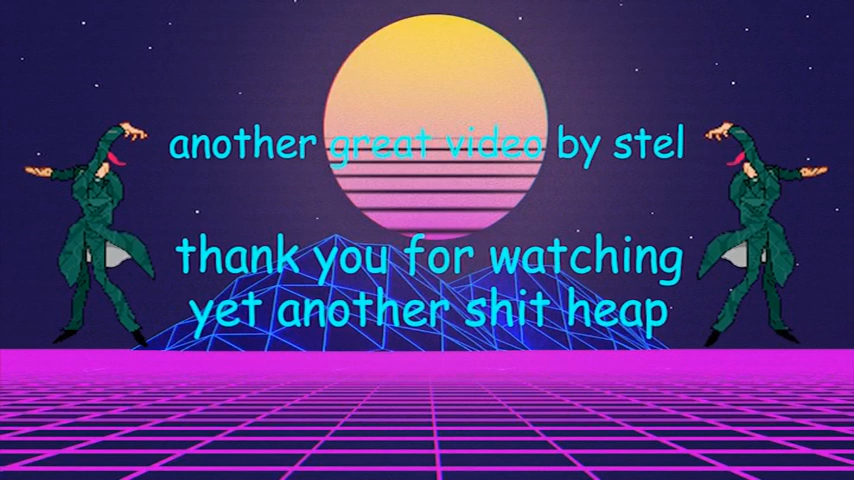 another great video by stel
thank you for watching
yet another shit heap